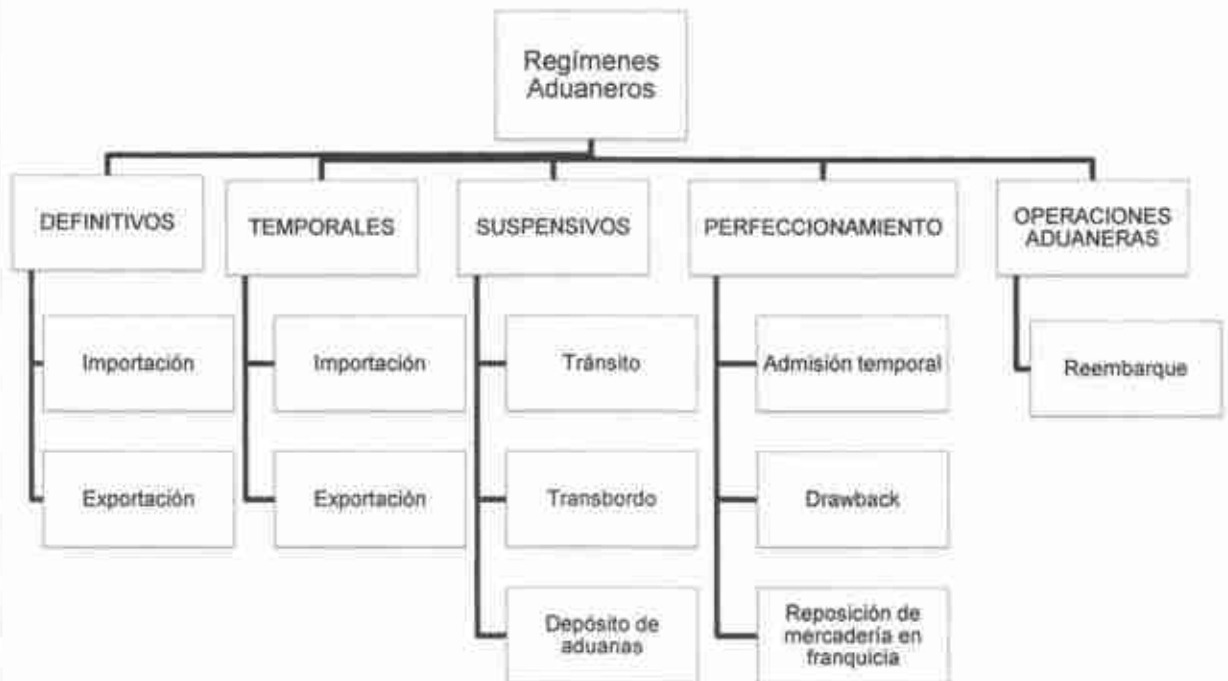 Regímenes
Aduaneros
DEFINITIVOS
TEMPORALES
SUSPENSIVOS
PERFECCIONAMIENTO
OPERACIONES
ADUANERAS
Importación
Importación
Tránsito
Admisión temporal
Reembarque
Exportación
Exportación
Transbordo
Drawback
Depósito de
aduanas
Reposición de
mercadería en
franquicia